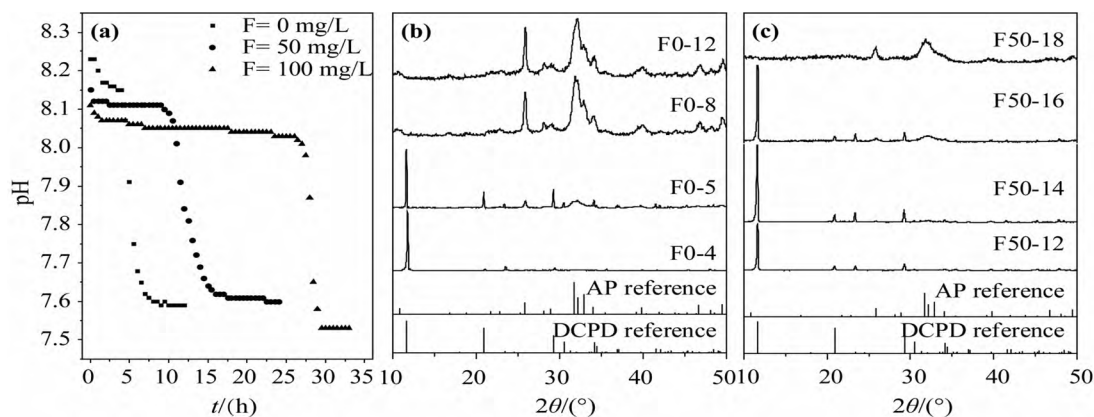 (a)
F= 0 mg/L
F= 50 mg/L
F= 100 mg/L
8.3
8.2
8.1
8.0
7.9
7.8
7.7
7.6
7.5
pH
0 5 10 15 20 25 30 35
t/(h)
(b)
F0-12
F0-8
F0-5
F0-4
AP reference
DCPD reference
10 20 30 40 50
2θ/(°)
(c)
F50-18
F50-16
F50-14
F50-12
AP reference
DCPD reference
10 20 30 40 50
2θ/(°)